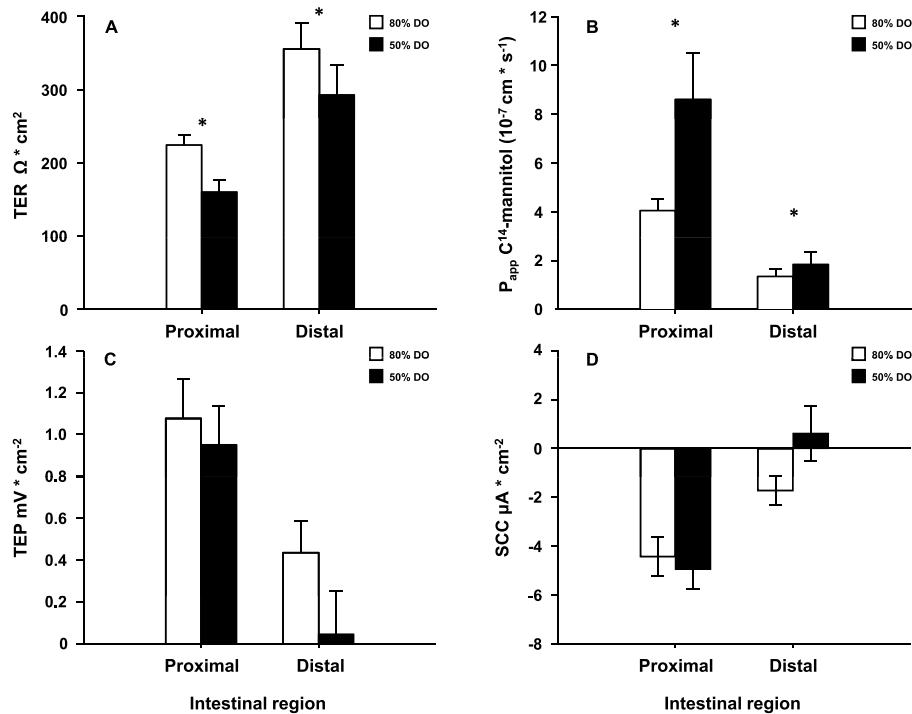 A
80% DO
50% DO
TER Ω * cm²
400
300
200
100
0
*
*
Proximal
Distal
B
80% DO
50% DO
Papp C¹⁴-mannitol (10⁻⁷ cm * s⁻¹)
12
10
8
6
4
2
0
*
*
Proximal
Distal
C
80% DO
50% DO
TEP mV * cm⁻²
1.4
1.2
1.0
0.8
0.6
0.4
0.2
0
Proximal
Distal
Intestinal region
D
80% DO
50% DO
SCC µA * cm⁻²
4
2
0
-2
-4
-6
-8
Proximal
Distal
Intestinal region